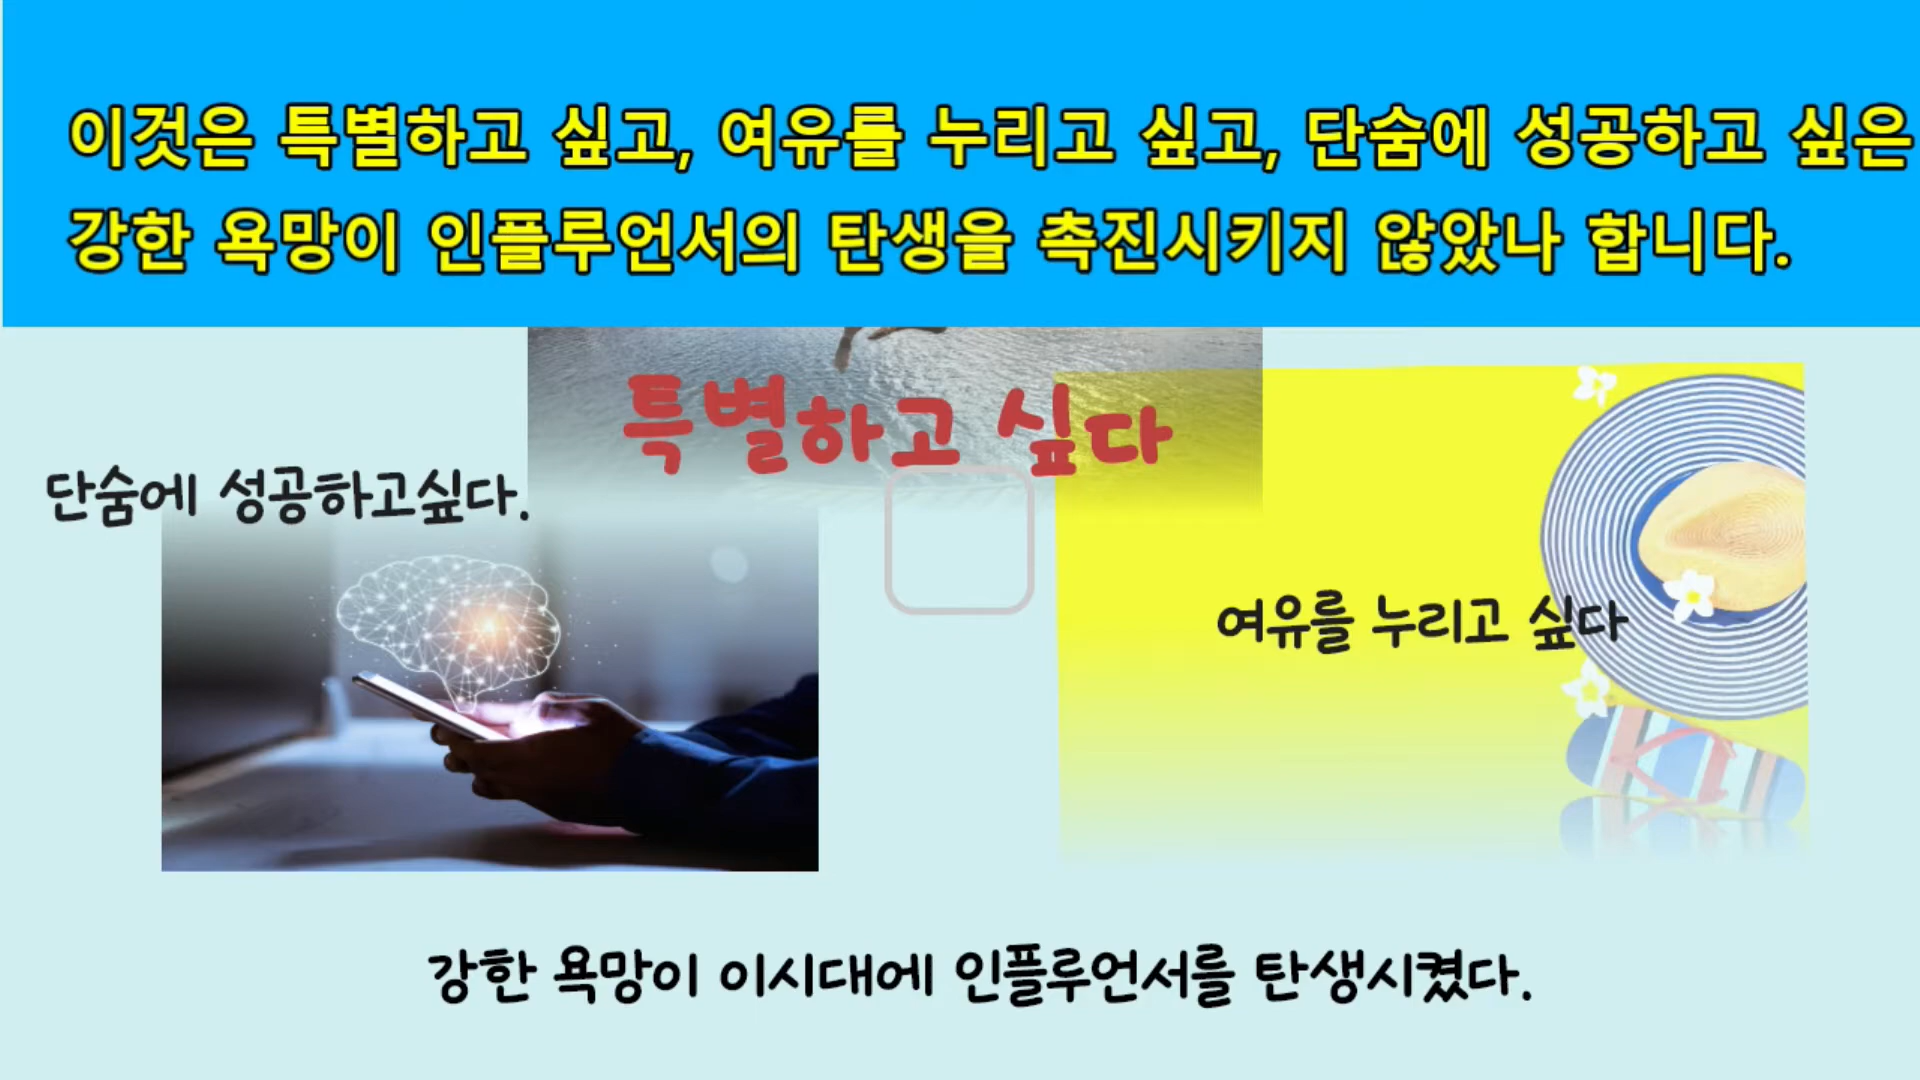 이것은 특별하고 싶고, 여유를 누리고 싶고, 단숨에 성공하고 싶은
강한 욕망이 인플루언서의 탄생을 촉진시키지 않았나 합니다.
특별하고 싶다
단숨에 성공하고싶다.
여유를 누리고 싶다
강한 욕망이 이시대에 인플루언서를 탄생시켰다.